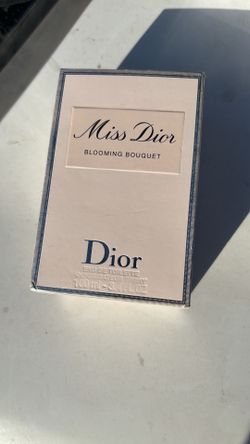 Miss Dior
BLOOMING BOUQUET
Dior
EAU DE TOILETTE